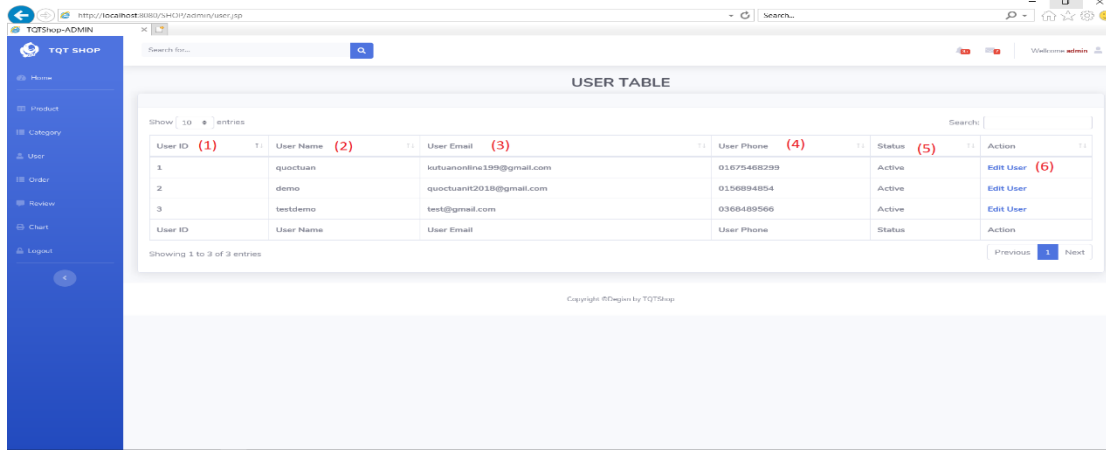 http://localhost:8080/SHOP/admin/user.jsp
Search...
TQTShop-ADMIN
TQT SHOP
Search for...
Wellcome admin
Home
Product
Category
User
Order
Review
Chart
Logout
USER TABLE
Show 10 entries
Search:
User ID (1) User Name (2) User Email (3) User Phone (4) Status (5) Action
1 quoctuan kutuanonline199@gmail.com 01675468299 Active Edit User (6)
2 demo quoctuanit2018@gmail.com 0156894854 Active Edit User
3 testdemo test@gmail.com 0368489566 Active Edit User
User ID User Name User Email User Phone Status Action
Showing 1 to 3 of 3 entries
Previous 1 Next
Copyright ©Degian by TQTShop